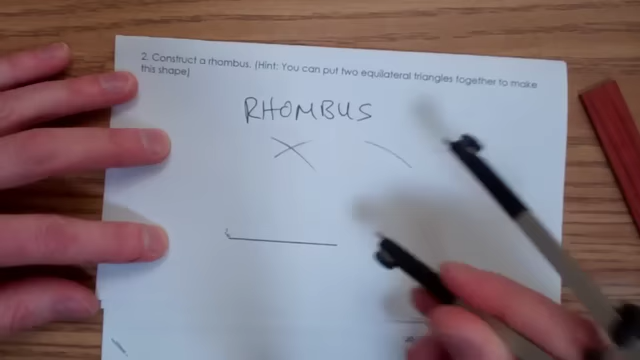 2. Construct a rhombus. (Hint: You can put two equilateral triangles together to make
this shape)
RHOMBUS